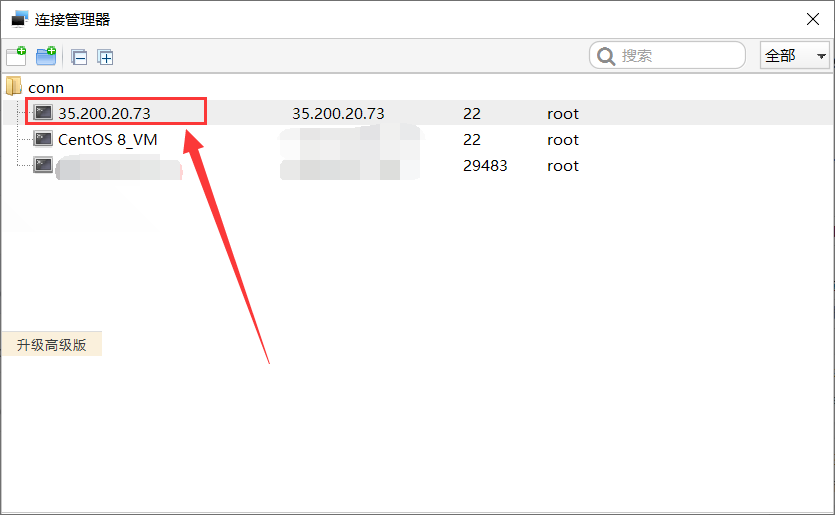 连接管理器
搜索 全部
conn
35.200.20.73 35.200.20.73 22 root
CentOS 8_VM 22 root
29483 root
升级高级版